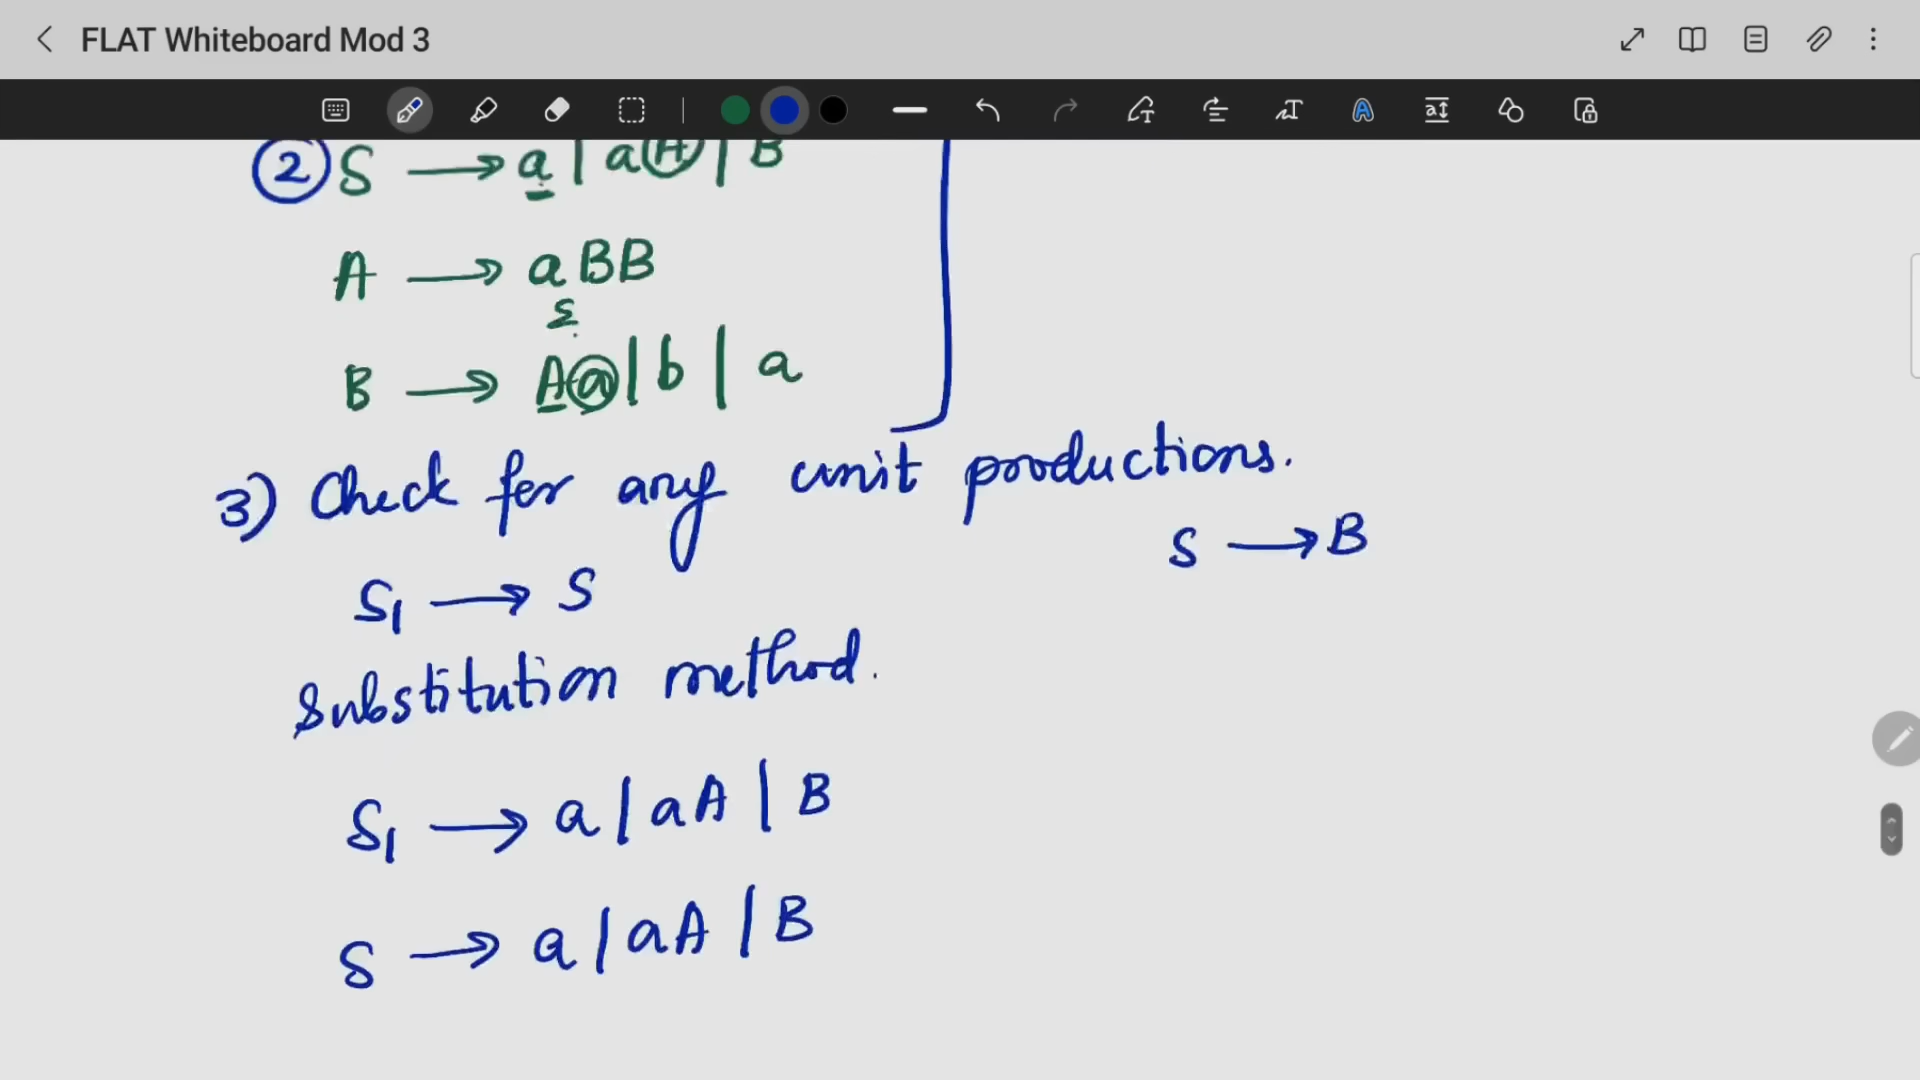 FLAT Whiteboard Mod 3
② S → a | aA | B
A → aBB
ε
B → Aa | b | a
3) Check for any unit productions.
S → B
S₁ → S
Substitution method.
S₁ → a | aA | B
S → a | aA | B